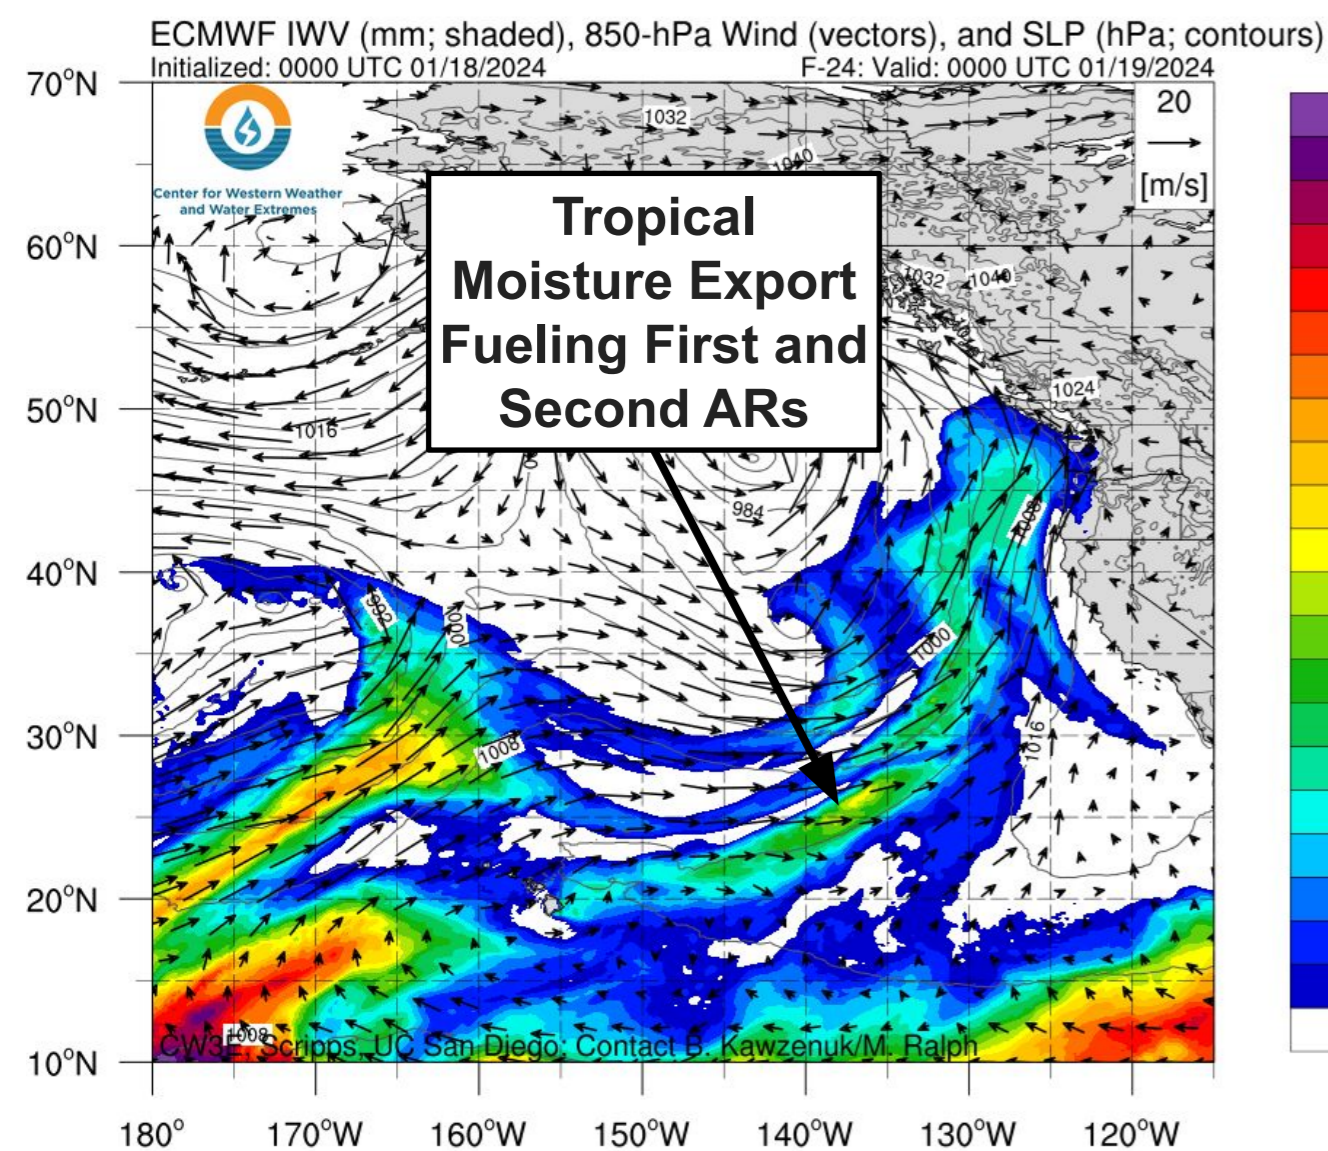 ECMWF IWV (mm; shaded), 850-hPa Wind (vectors), and SLP (hPa; contours)
Initialized: 0000 UTC 01/18/2024
F-24: Valid: 0000 UTC 01/19/2024
70°N
60°N
50°N
40°N
30°N
20°N
10°N
Center for Western Weather
and Water Extremes
20
[m/s]
1032
1040
Tropical
Moisture Export
Fueling First and
Second ARs
1032
1040
1024
1016
984
1008
992
1000
1000
1008
1016
1008
CW3E, Scripps, UC San Diego; Contact B. Kawzenuk/M. Ralph
180°
170°W
160°W
150°W
140°W
130°W
120°W